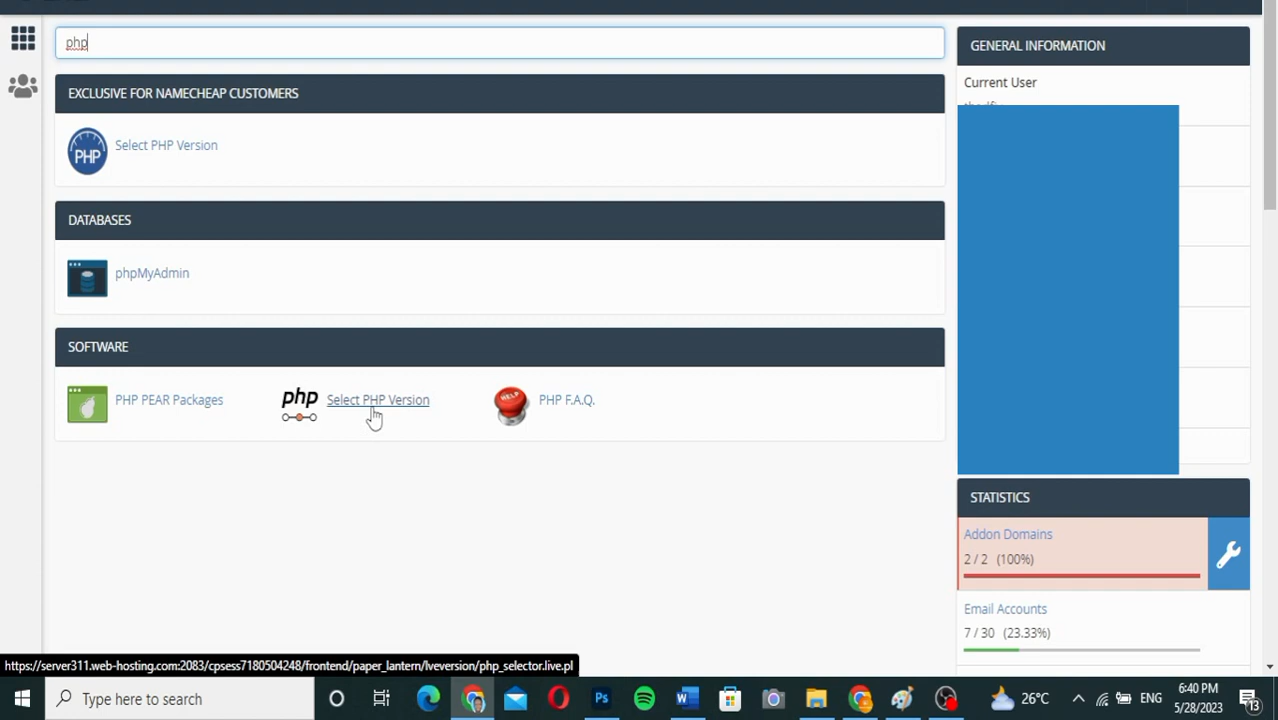 php
EXCLUSIVE FOR NAMECHEAP CUSTOMERS
PHP
Select PHP Version
DATABASES
phpMyAdmin
SOFTWARE
PHP PEAR Packages
php
Select PHP Version
HELP
PHP F.A.Q.
GENERAL INFORMATION
Current User
STATISTICS
Addon Domains
2 / 2 (100%)
Email Accounts
7 / 30 (23.33%)
https://server311.web-hosting.com:2083/cpsess7180504248/frontend/paper_lantern/lveversion/php_selector.live.pl
Type here to search
Ps
W
26°C
ENG
6:40 PM
5/28/2023
13